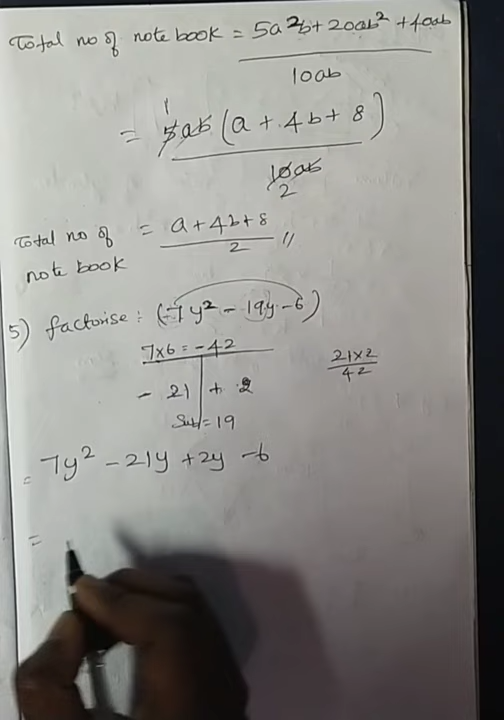 Total no of note book = 5a²b + 20ab² + 40ab
10ab
1
= 5ab (a + 4b + 8)
10ab
2
Total no of note book = a + 4b + 8
2 //
5) factorise: (7y² - 19y - 6)
7x6 = -42
21x2
42
- 21 | + 2
Sub = 19
= 7y² - 21y + 2y - 6
=